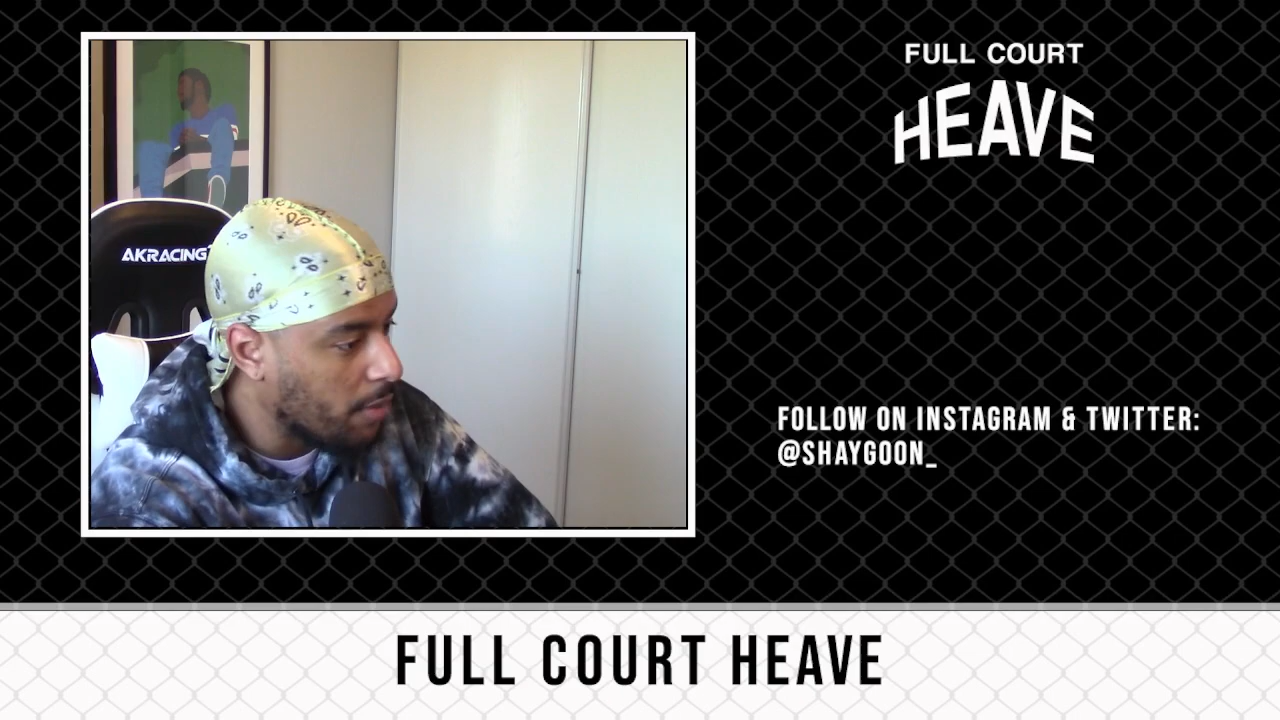 FULL COURT
HEAVE
AKRACING
FOLLOW ON INSTAGRAM & TWITTER:
@SHAYGOON_
FULL COURT HEAVE